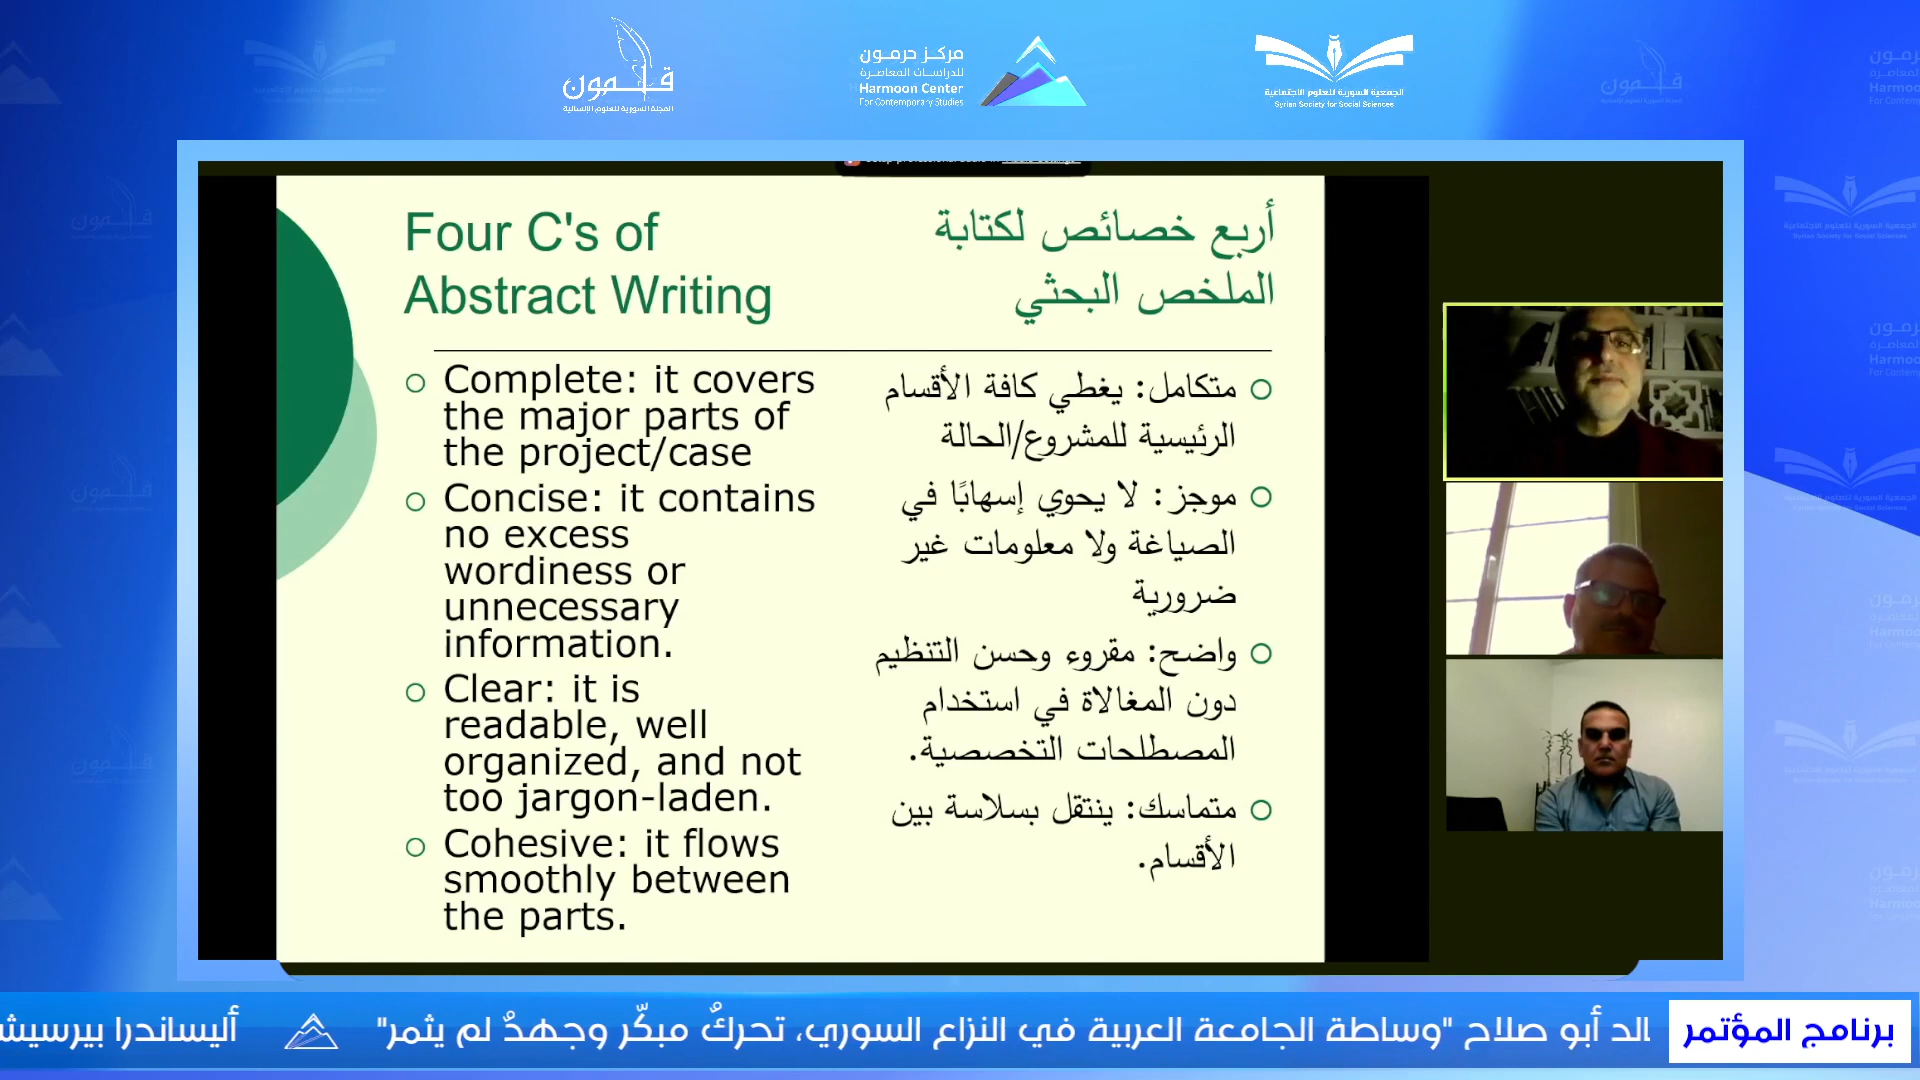 قلمون
المجلة السورية للعلوم الإنسانية
مركز حرمون
للدراسات المعاصرة
Harmoon Center
For Contemporary Studies
الجمعية السورية للعلوم الاجتماعية
Syrian Society for Social Sciences
Four C's of
Abstract Writing
أربع خصائص لكتابة
الملخص البحثي
Complete: it covers
the major parts of
the project/case
Concise: it contains
no excess
wordiness or
unnecessary
information.
Clear: it is
readable, well
organized, and not
too jargon-laden.
Cohesive: it flows
smoothly between
the parts.
متكامل: يغطي كافة الأقسام
الرئيسية للمشروع/الحالة
موجز: لا يحوي إسهابًا في
الصياغة ولا معلومات غير
ضرورية
واضح: مقروء وحسن التنظيم
دون المغالاة في استخدام
المصطلحات التخصصية.
متماسك: ينتقل بسلاسة بين
الأقسام.
برنامج المؤتمر
الد أبو صلاح "وساطة الجامعة العربية في النزاع السوري، تحركٌ مبكّر وجهدٌ لم يثمر"
أليساندرا بيرسيش